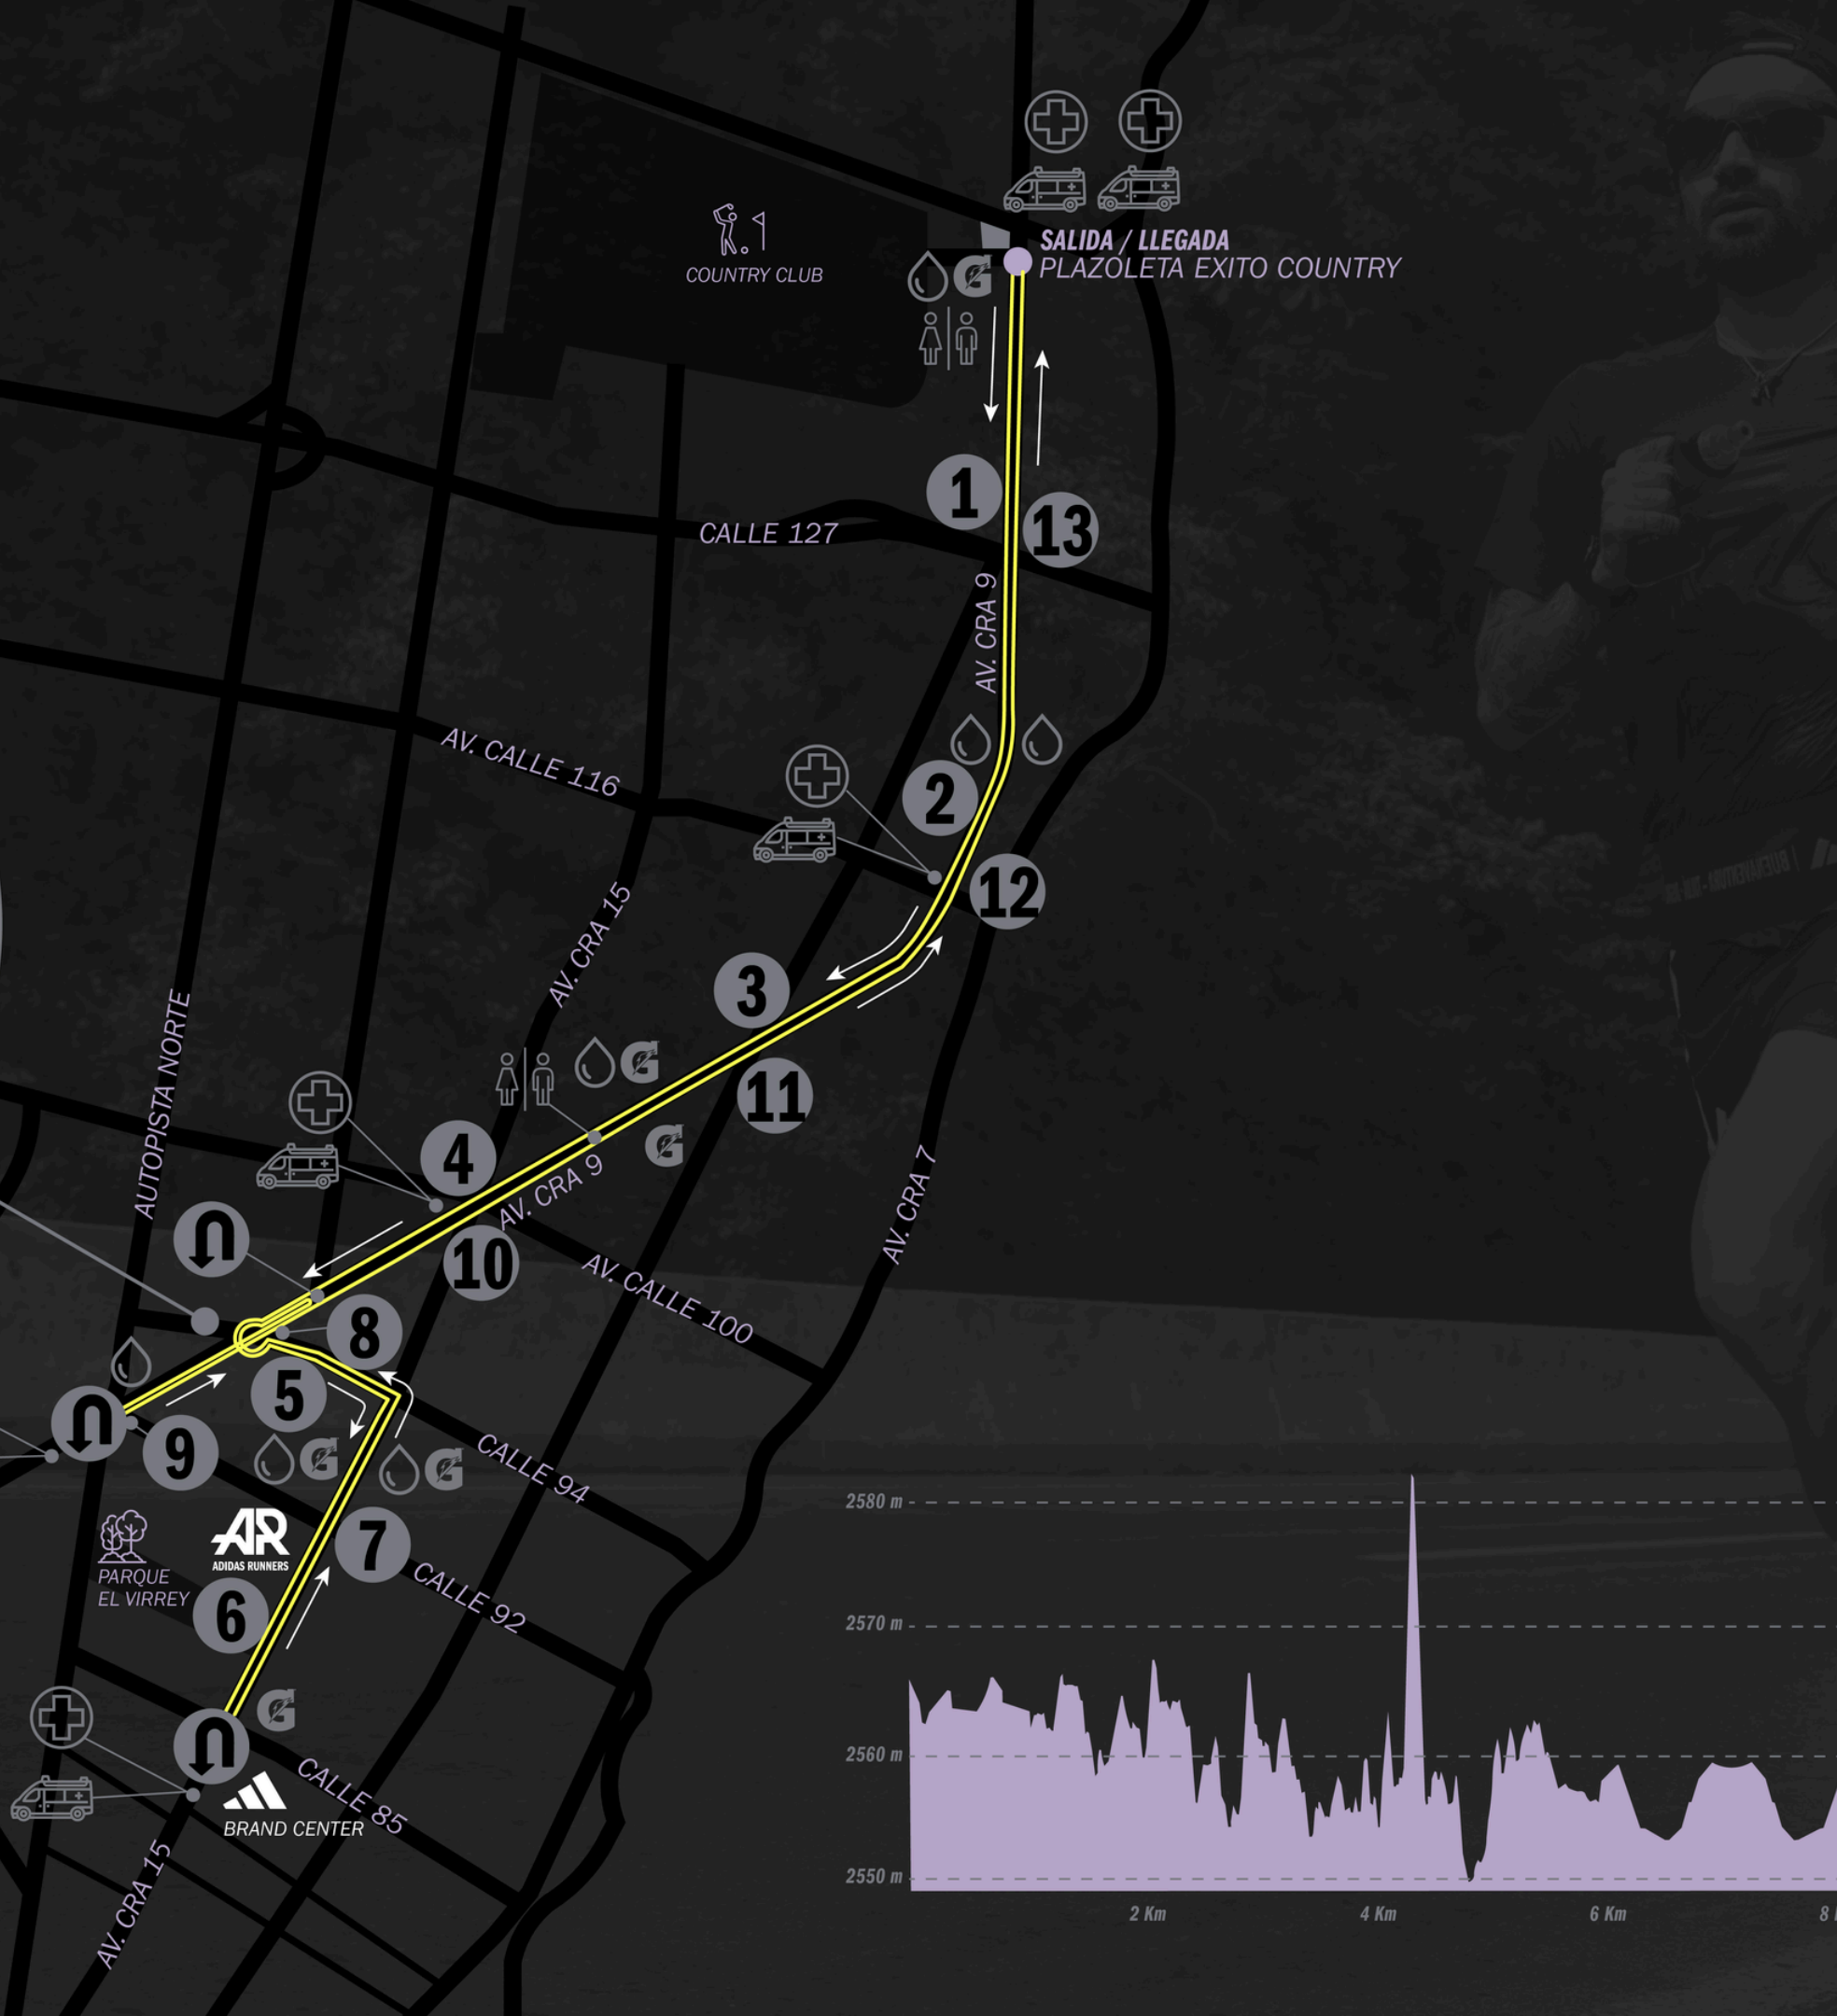 SALIDA / LLEGADA
PLAZOLETA EXITO COUNTRY
COUNTRY CLUB
G
1
13
CALLE 127
AV. CRA 9
AV. CALLE 116
2
12
AV. CRA 15
3
11
G
G
AUTOPISTA NORTE
4
AV. CRA 9
10
AV. CRA 7
AV. CALLE 100
8
5
9
G
G
CALLE 94
AR
ADIDAS RUNNERS
7
PARQUE
EL VIRREY
6
CALLE 92
G
BRAND CENTER
CALLE 85
AV. CRA 15
2580 m
2570 m
2560 m
2550 m
2 Km
4 Km
6 Km
8